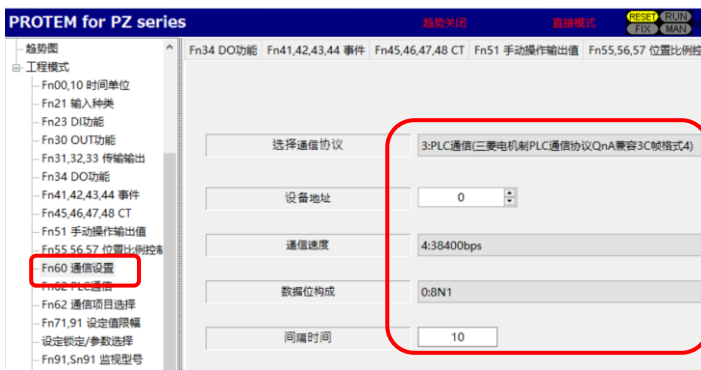 PROTEM for PZ series
趋势关闭
直接模式
RESET RUN
FIX MAN
趋势图
工程模式
Fn00,10 时间单位
Fn21 输入种类
Fn23 DI功能
Fn30 OUT功能
Fn31,32,33 传输输出
Fn34 DO功能
Fn41,42,43,44 事件
Fn45,46,47,48 CT
Fn51 手动操作输出值
Fn55,56,57 位置比例控制
Fn60 通信设置
Fn62 PLC通信
Fn62 通信项目选择
Fn71,91 设定值限幅
设定锁定/参数选择
Fn91,Sn91 监视型号
Fn34 DO功能 Fn41,42,43,44 事件 Fn45,46,47,48 CT Fn51 手动操作输出值 Fn55,56,57 位置比例控
选择通信协议 3:PLC通信(三菱电机制PLC通信协议QnA兼容3C帧格式4)
设备地址 0
通信速度 4:38400bps
数据位构成 0:8N1
间隔时间 10